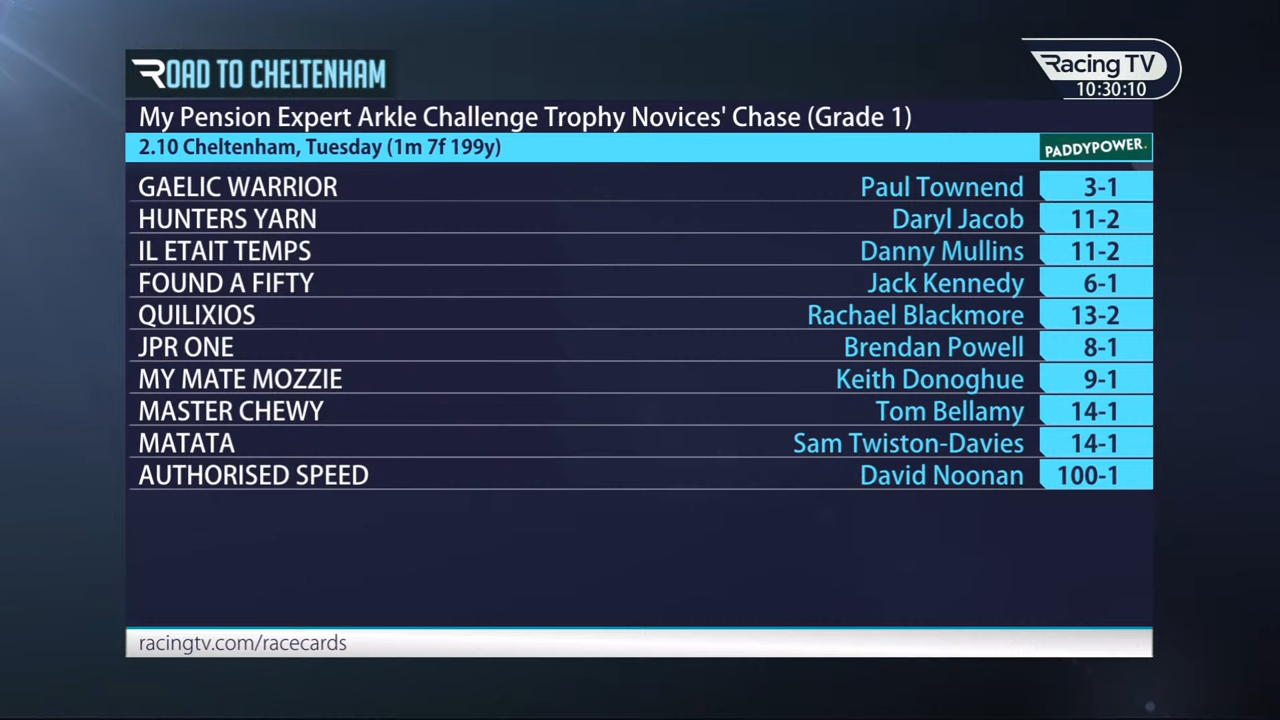 ROAD TO CHELTENHAM
Racing TV
10:30:10
My Pension Expert Arkle Challenge Trophy Novices' Chase (Grade 1)
2.10 Cheltenham, Tuesday (1m 7f 199y) PADDYPOWER.
GAELIC WARRIOR Paul Townend 3-1
HUNTERS YARN Daryl Jacob 11-2
IL ETAIT TEMPS Danny Mullins 11-2
FOUND A FIFTY Jack Kennedy 6-1
QUILIXIOS Rachael Blackmore 13-2
JPR ONE Brendan Powell 8-1
MY MATE MOZZIE Keith Donoghue 9-1
MASTER CHEWY Tom Bellamy 14-1
MATATA Sam Twiston-Davies 14-1
AUTHORISED SPEED David Noonan 100-1
racingtv.com/racecards